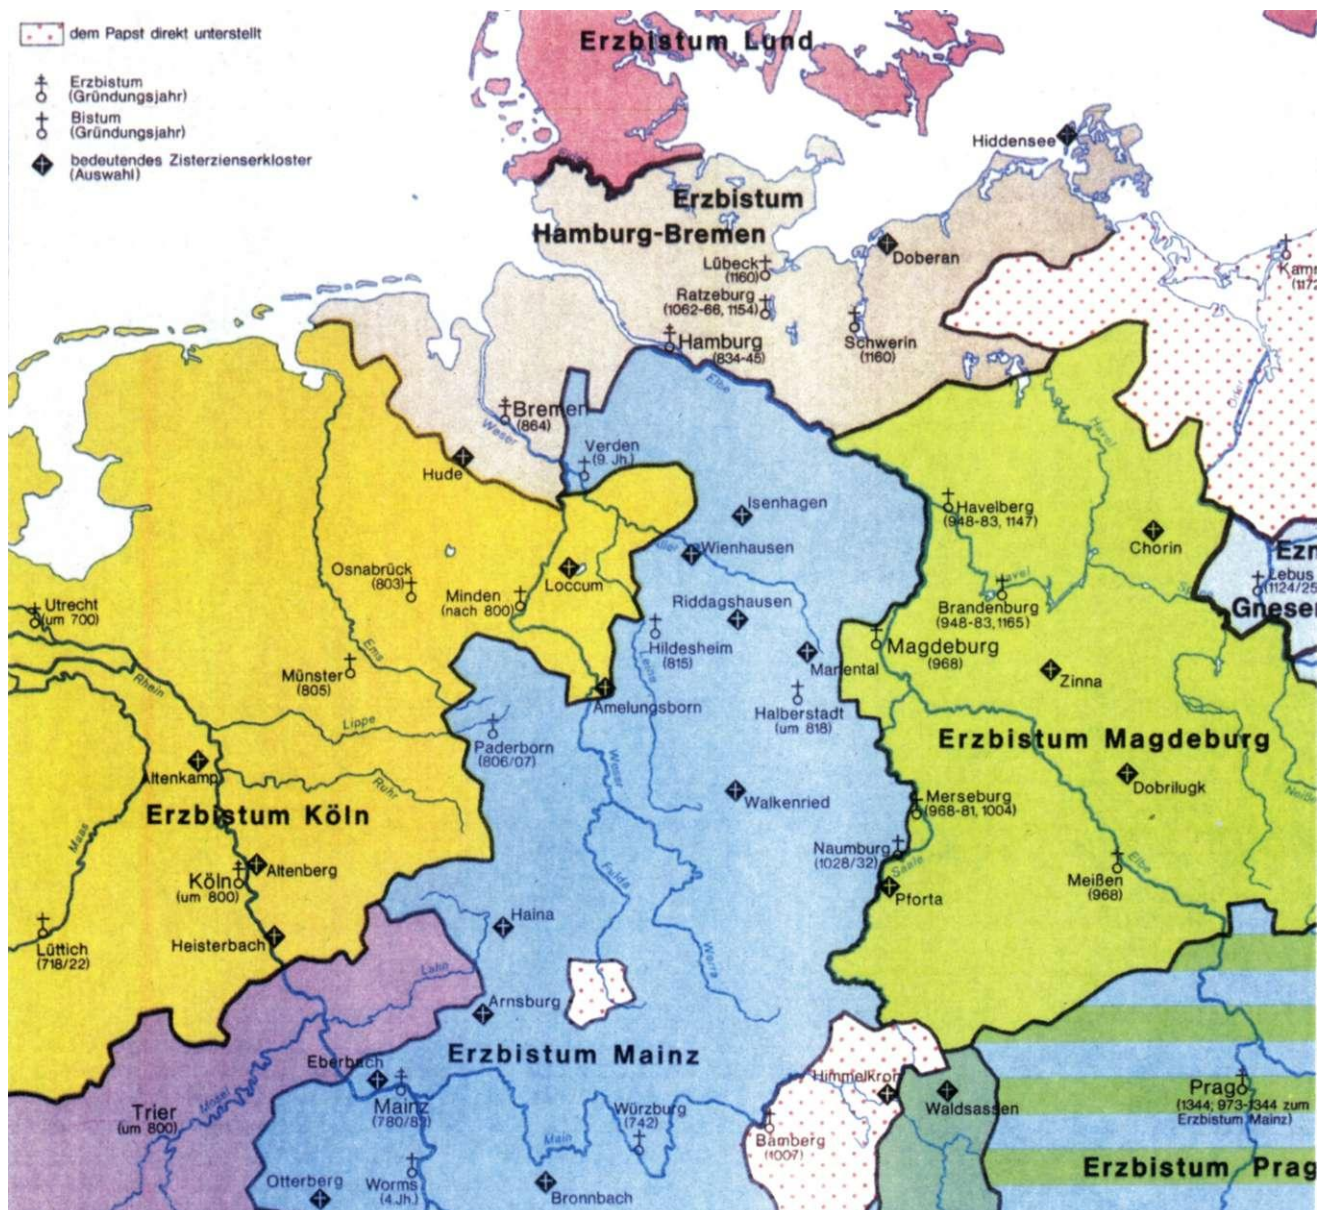 dem Papst direkt unterstellt
Erzbistum
(Gründungsjahr)
Bistum
(Gründungsjahr)
bedeutendes Zisterzienserkloster
(Auswahl)
Erzbistum Lund
Hiddensee
Erzbistum
Hamburg-Bremen
Doberan
Lübeck
(1160)
Ratzeburg
(1062-66, 1154)
Hamburg
(834-45)
Schwerin
(1160)
Elbe
Bremen
(864)
Weser
Verden
(9. Jh.)
Hude
Havel
Oder
Isenhagen
Wienhausen
Aller
Havelberg
(948-83, 1147)
Chorin
Osnabrück
(803)
Minden
(nach 800)
Loccum
Havel
Brandenburg
(948-83, 1165)
Lebus
(1124/25
Utrecht
(um 700)
Riddagshausen
Hildesheim
(815)
Leine
Mariental
Magdeburg
(968)
Zinna
Ems
Münster
(805)
Rhein
Lippe
Amelungsborn
Halberstadt
(um 818)
Paderborn
(806/07)
Weser
Erzbistum Magdeburg
Altenkamp
Ruhr
Dobrilugk
Neiße
Erzbistum Köln
Walkenried
Merseburg
(968-81, 1004)
Maas
Naumburg
(1028/32)
Saale
Elbe
Köln
(um 800)
Altenberg
Fulda
Pforta
Meißen
(968)
Haina
Heisterbach
Lüttich
(718/22)
Lahn
Werra
Arnsburg
Erzbistum Mainz
Eberbach
Himmelkron
Waldsassen
Prag
(1344; 973-1344 zum
Erzbistum Mainz)
Trier
(um 800)
Mosel
Mainz
Würzburg
(742)
Main
Bamberg
(1007)
Otterberg
Worms
(4. Jh.)
Bronnbach
Erzbistum Prag